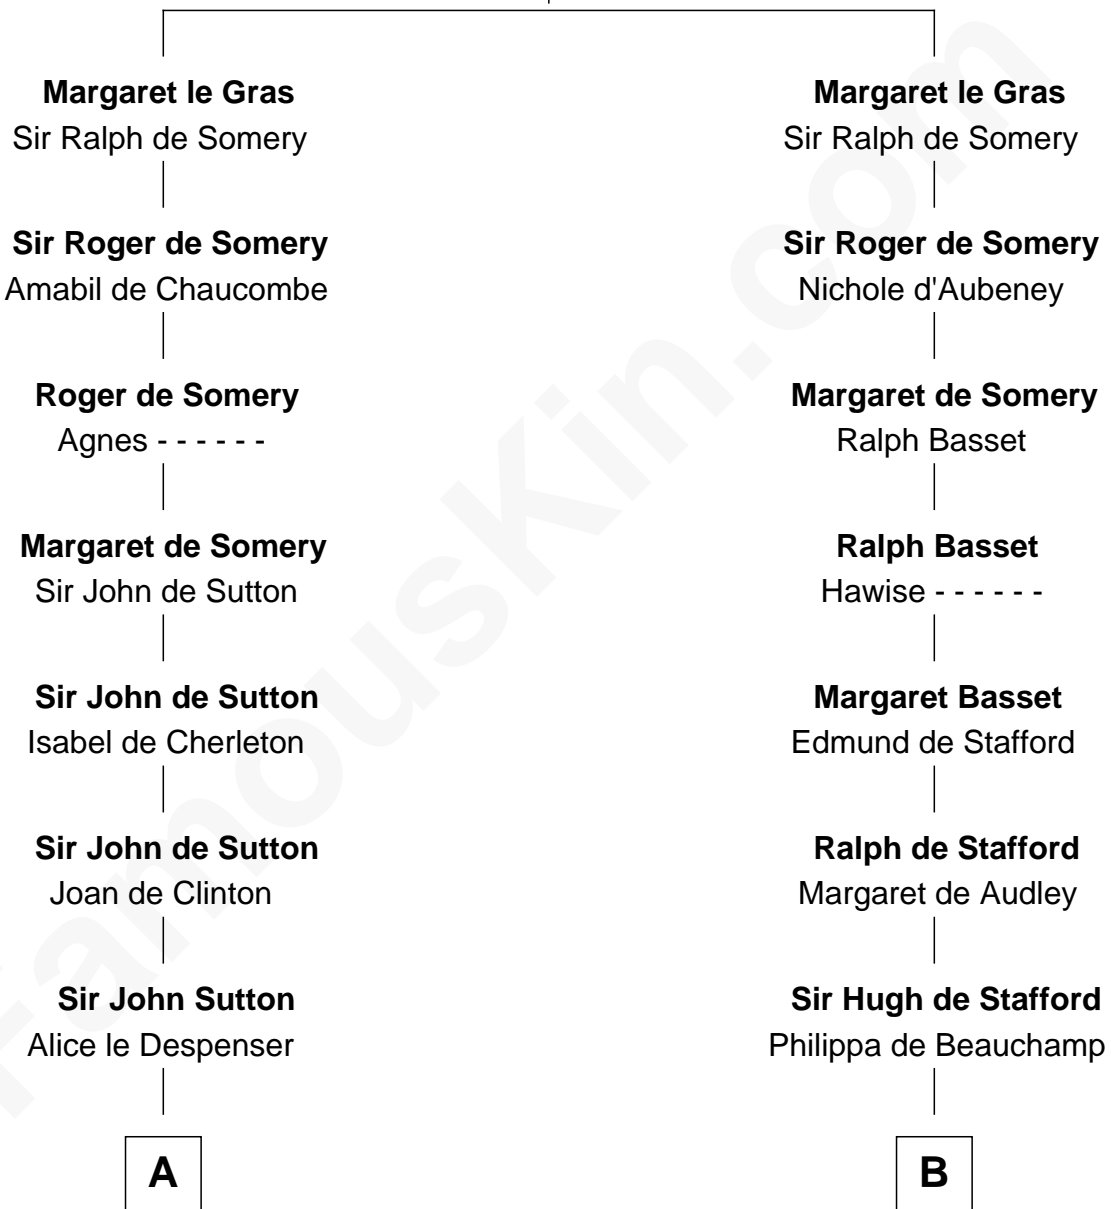 Margaret le Gras
Sir Ralph de Somery
Sir Roger de Somery
Amabil de Chaucombe
Roger de Somery
Agnes - - - - - -
Margaret de Somery
Sir John de Sutton
Sir John de Sutton
Isabel de Cherleton
Sir John de Sutton
Joan de Clinton
Sir John Sutton
Alice le Despenser
A
Margaret le Gras
Sir Ralph de Somery
Sir Roger de Somery
Nichole d'Aubeney
Margaret de Somery
Ralph Basset
Ralph Basset
Hawise - - - - - -
Margaret Basset
Edmund de Stafford
Ralph de Stafford
Margaret de Audley
Sir Hugh de Stafford
Philippa de Beauchamp
B
FamousKin.com